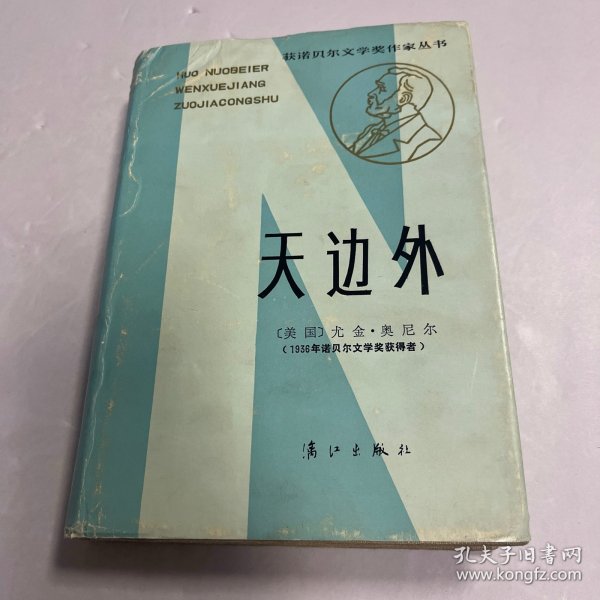 获诺贝尔文学奖作家丛书
HUO NUOBEIER
WENXUEJIANG
ZUOJIACONGSHU
天边外
〔美国〕尤金·奥尼尔
(1936年诺贝尔文学奖获得者)
漓江出版社
孔夫子旧书网
www.kongfz.com